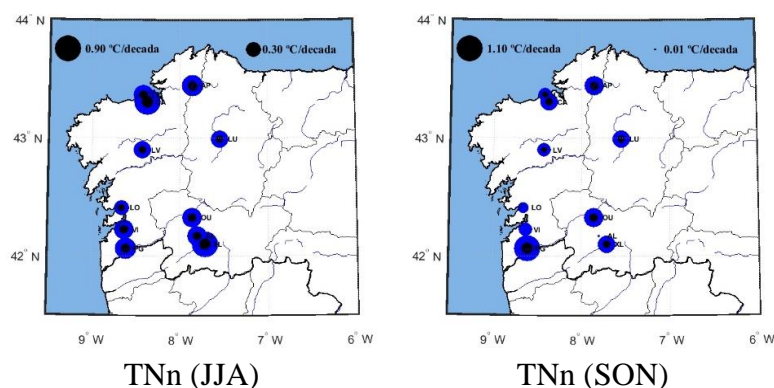 44° N
0.90 °C/decada 0.30 °C/decada
AP
43° N
LU
LV
LO
OU
VI
42° N
9° W 8° W 7° W 6° W
TNn (JJA)
44° N
1.10 °C/decada 0.01 °C/decada
AP
43° N
LU
LV
LO
OU
VI
AL
XL
42° N
9° W 8° W 7° W 6° W
TNn (SON)